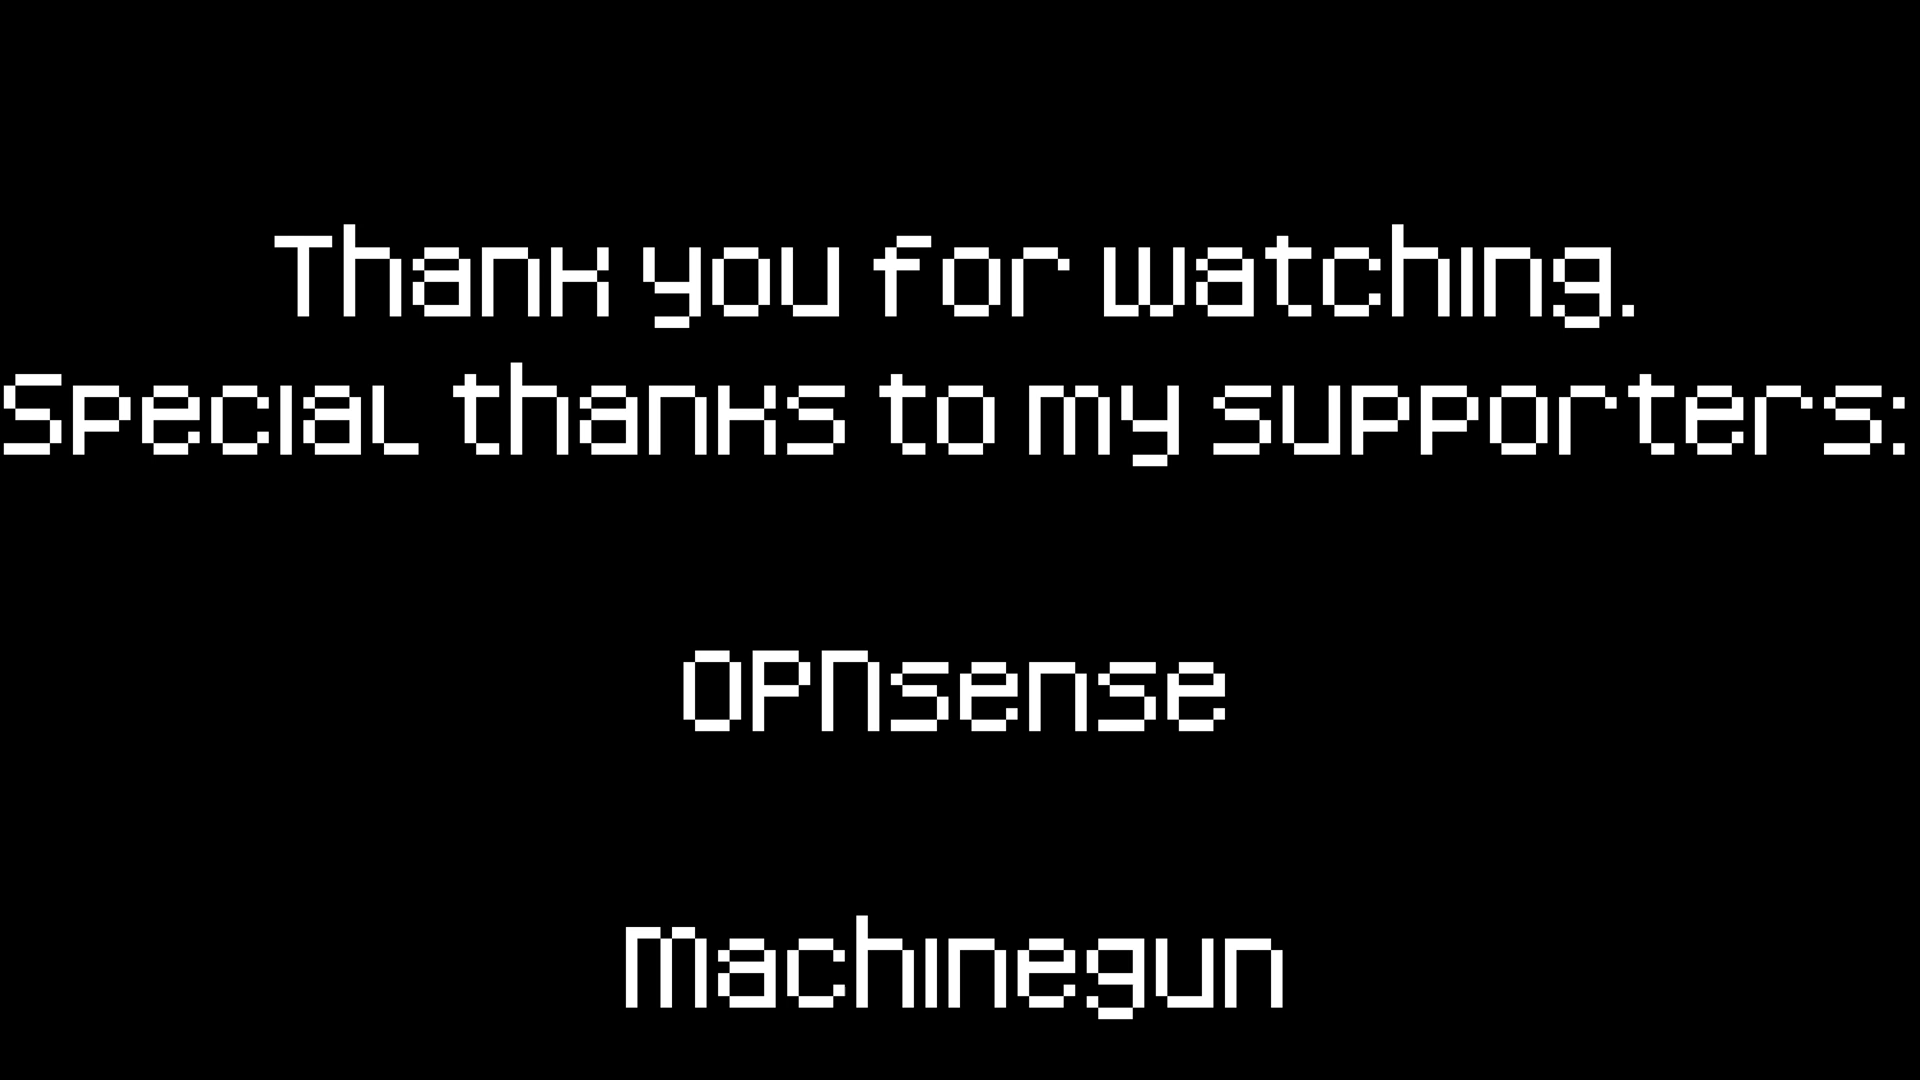 Thank you for watching.
Special thanks to my supporters:
OPNsense
Machinegun